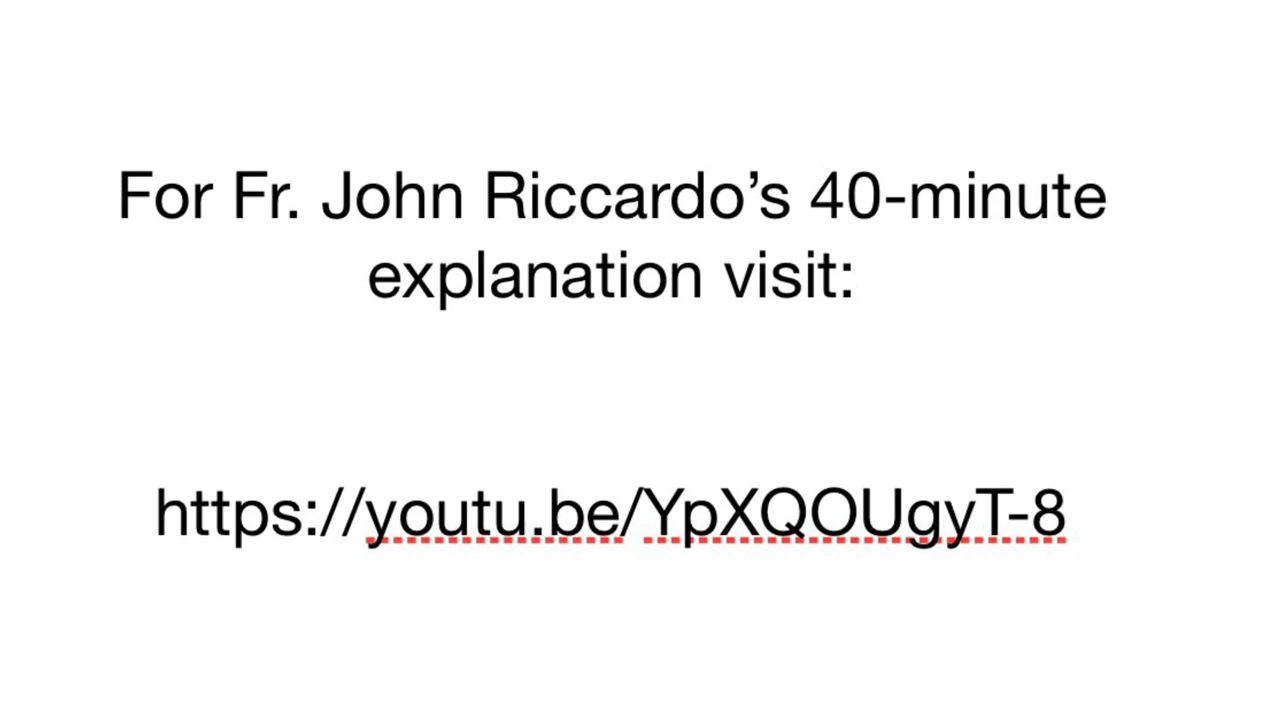 For Fr. John Riccardo’s 40-minute
explanation visit:
https://youtu.be/YpXQOUgyT-8